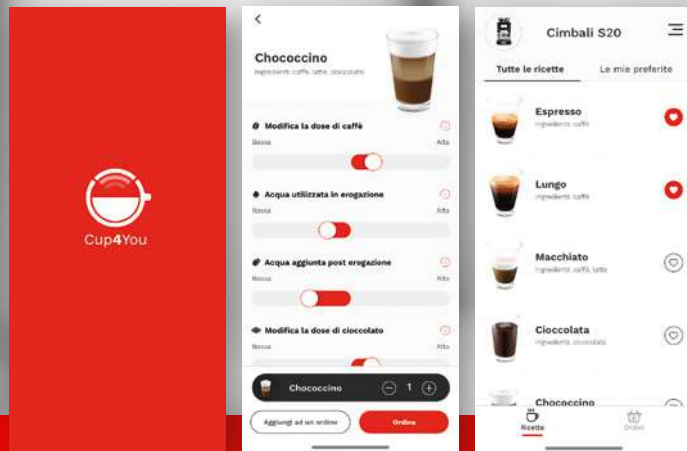 Cup4You
Chococcino
Ingredienti: caffè, latte, cioccolato
Modifica la dose di caffè
Bassa Alta
Acqua utilizzata in erogazione
Bassa Alta
Acqua aggiunta post erogazione
Bassa Alta
Modifica la dose di cioccolato
Bassa Alta
Chococcino 1
Aggiungi ad un ordine Ordina
Cimbali S20
Tutte le ricette Le mie preferite
Espresso
Ingredienti: caffè
Lungo
Ingredienti: caffè
Macchiato
Ingredienti: caffè, latte
Cioccolata
Ingredienti: cioccolata
Chococcino
Ricette Ordini